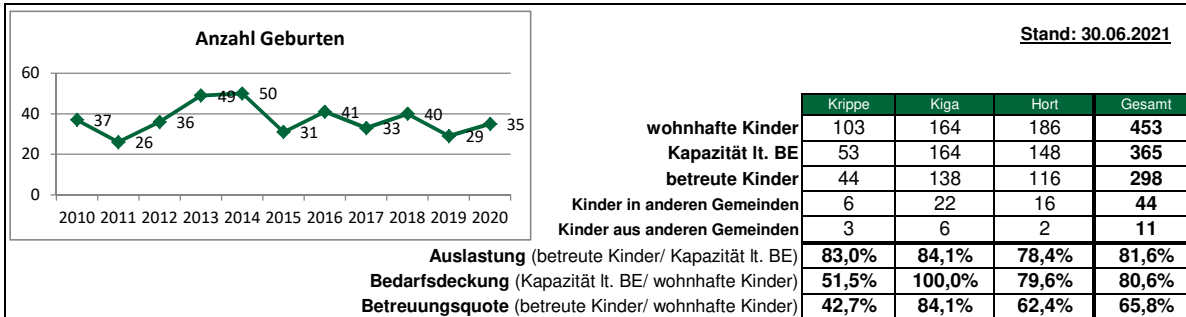 Anzahl Geburten
Stand: 30.06.2021
60
40
20
0
37 26 36 49 50 31 41 33 40 29 35
2010 2011 2012 2013 2014 2015 2016 2017 2018 2019 2020
Krippe Kiga Hort Gesamt
wohnhafte Kinder 103 164 186 453
Kapazität lt. BE 53 164 148 365
betreute Kinder 44 138 116 298
Kinder in anderen Gemeinden 6 22 16 44
Kinder aus anderen Gemeinden 3 6 2 11
Auslastung (betreute Kinder/ Kapazität lt. BE) 83,0% 84,1% 78,4% 81,6%
Bedarfsdeckung (Kapazität lt. BE/ wohnhafte Kinder) 51,5% 100,0% 79,6% 80,6%
Betreuungsquote (betreute Kinder/ wohnhafte Kinder) 42,7% 84,1% 62,4% 65,8%